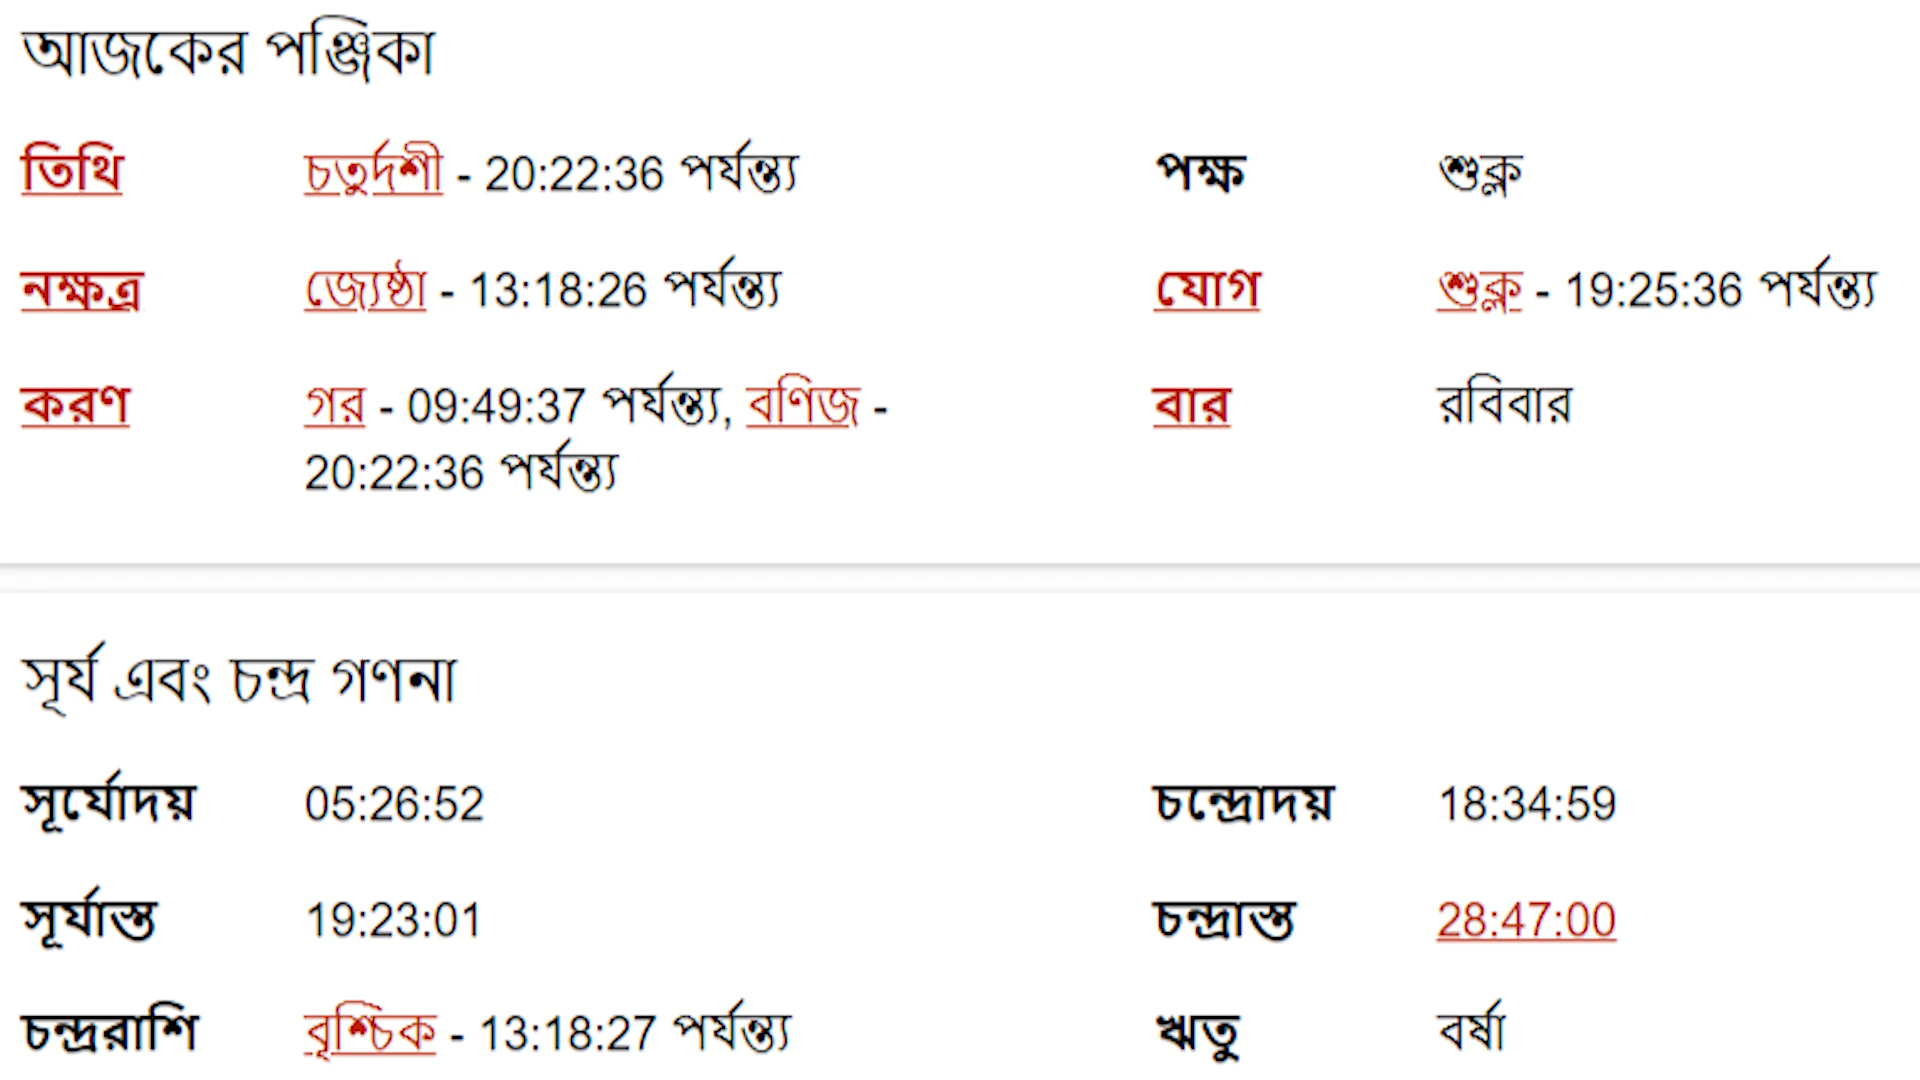 আজকের পঞ্জিকা
তিথি চতুর্দশী - 20:22:36 পর্যন্ত্য পক্ষ শুক্ল
নক্ষত্র জ্যেষ্ঠা - 13:18:26 পর্যন্ত্য যোগ শুক্ল - 19:25:36 পর্যন্ত্য
করণ গর - 09:49:37 পর্যন্ত্য, বণিজ - বার রবিবার
20:22:36 পর্যন্ত্য
সূর্য এবং চন্দ্র গণনা
সূর্যোদয় 05:26:52 চন্দ্রোদয় 18:34:59
সূর্যাস্ত 19:23:01 চন্দ্রাস্ত 28:47:00
চন্দ্ররাশি বৃশ্চিক - 13:18:27 পর্যন্ত্য ঋতু বর্ষা